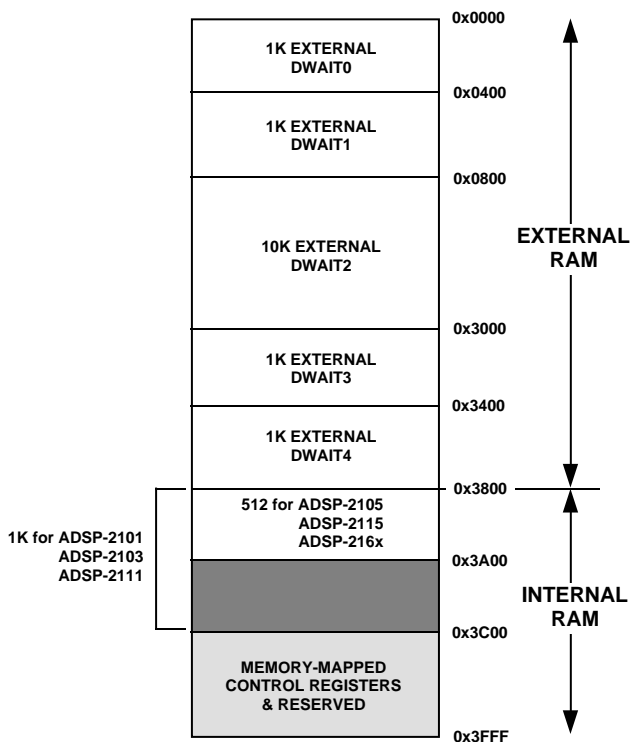 0x0000
1K EXTERNAL
DWAIT0
0x0400
1K EXTERNAL
DWAIT1
0x0800
10K EXTERNAL
DWAIT2
EXTERNAL
RAM
0x3000
1K EXTERNAL
DWAIT3
0x3400
1K EXTERNAL
DWAIT4
0x3800
512 for ADSP-2105
ADSP-2115
ADSP-216x
1K for ADSP-2101
ADSP-2103
ADSP-2111
0x3A00
INTERNAL
RAM
0x3C00
MEMORY-MAPPED
CONTROL REGISTERS
& RESERVED
0x3FFF